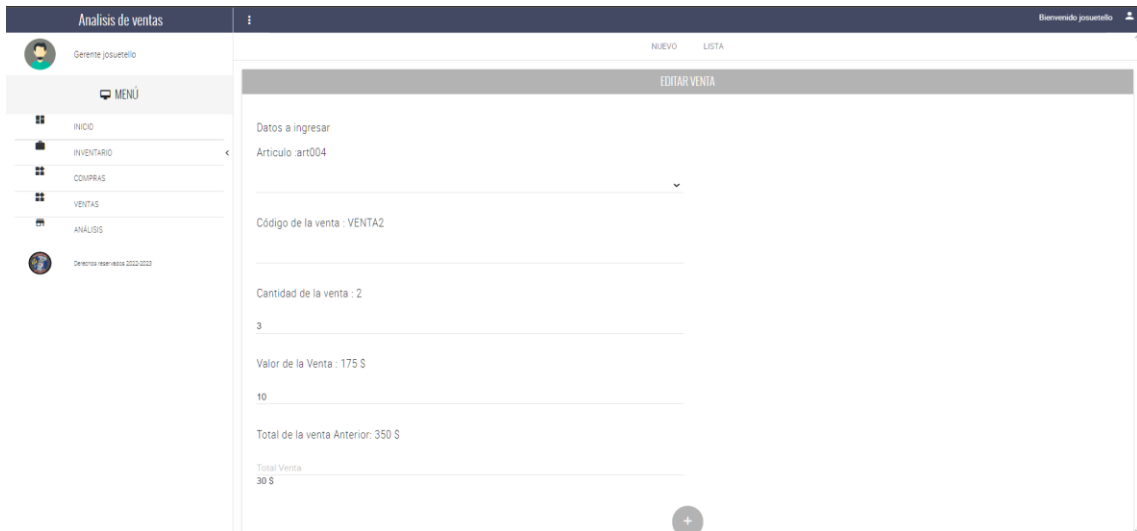 Analisis de ventas
Bienvenido josuetello
Gerente josuetello
NUEVO LISTA
MENÚ
EDITAR VENTA
INICIO
INVENTARIO
COMPRAS
VENTAS
ANÁLISIS
Derechos reservados 2022-2023
Datos a ingresar
Articulo :art004
Código de la venta : VENTA2
Cantidad de la venta : 2
3
Valor de la Venta : 175 $
10
Total de la venta Anterior: 350 $
Total Venta
30 $